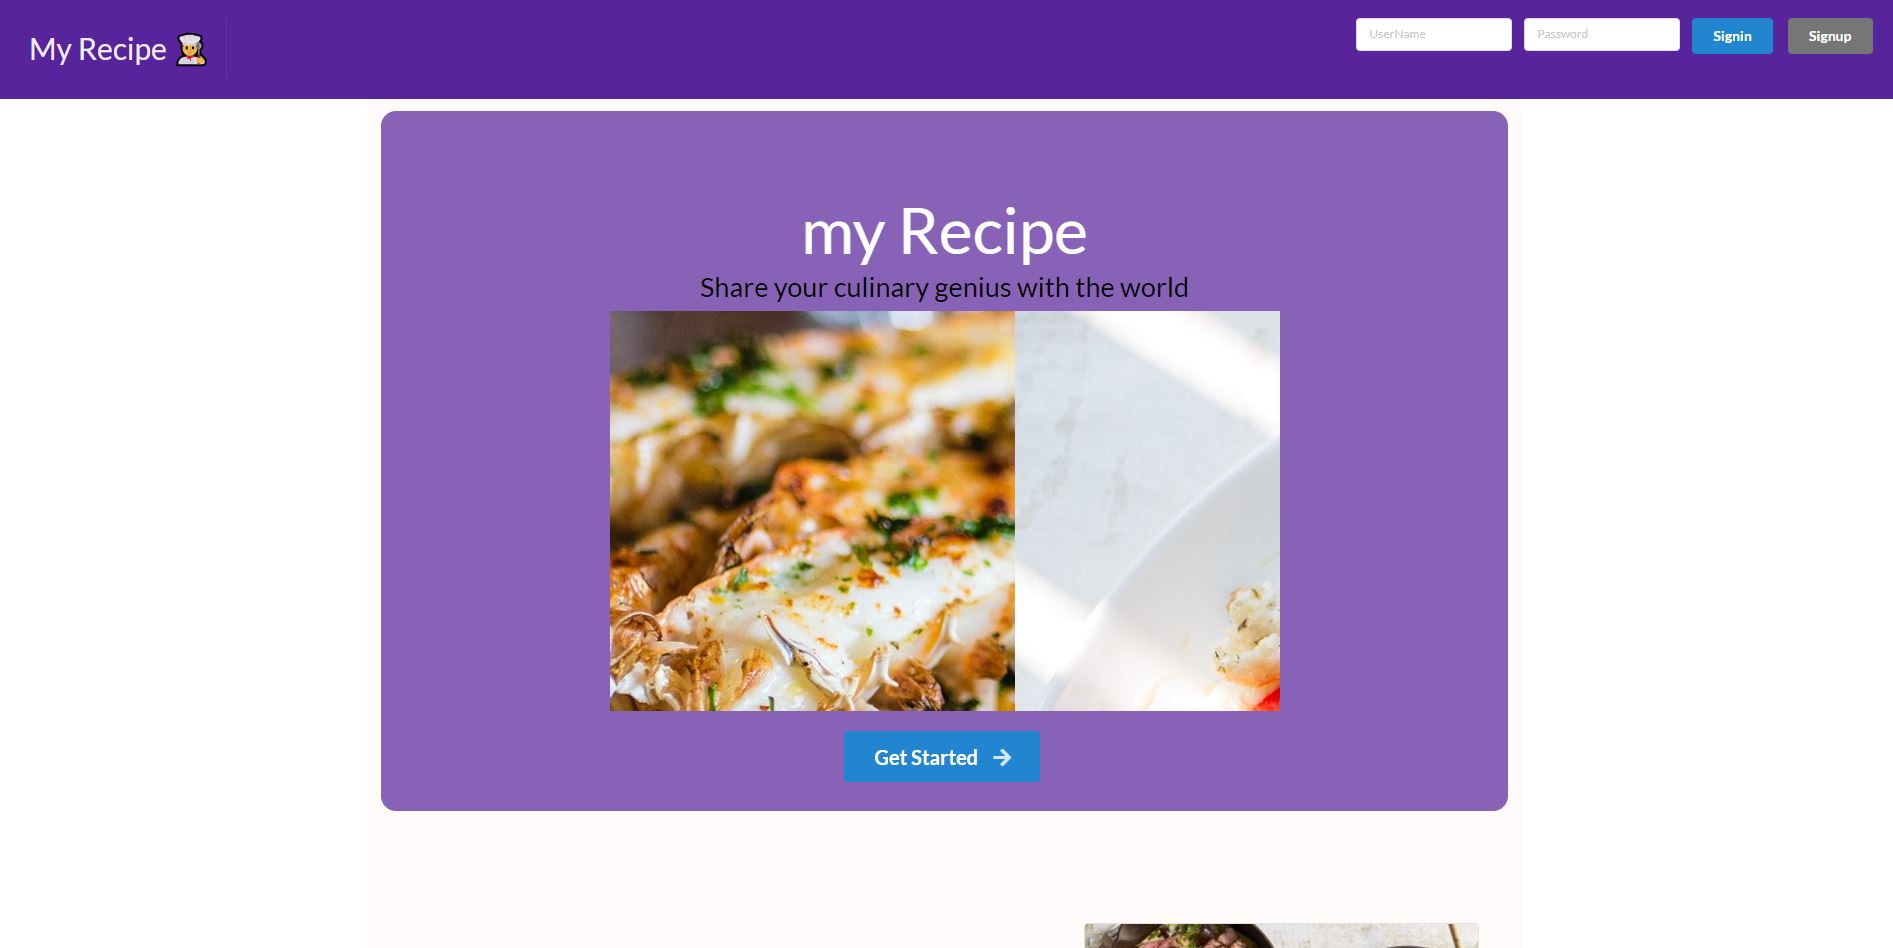 My Recipe
UserName
Password
Signin
Signup
my Recipe
Share your culinary genius with the world
Get Started